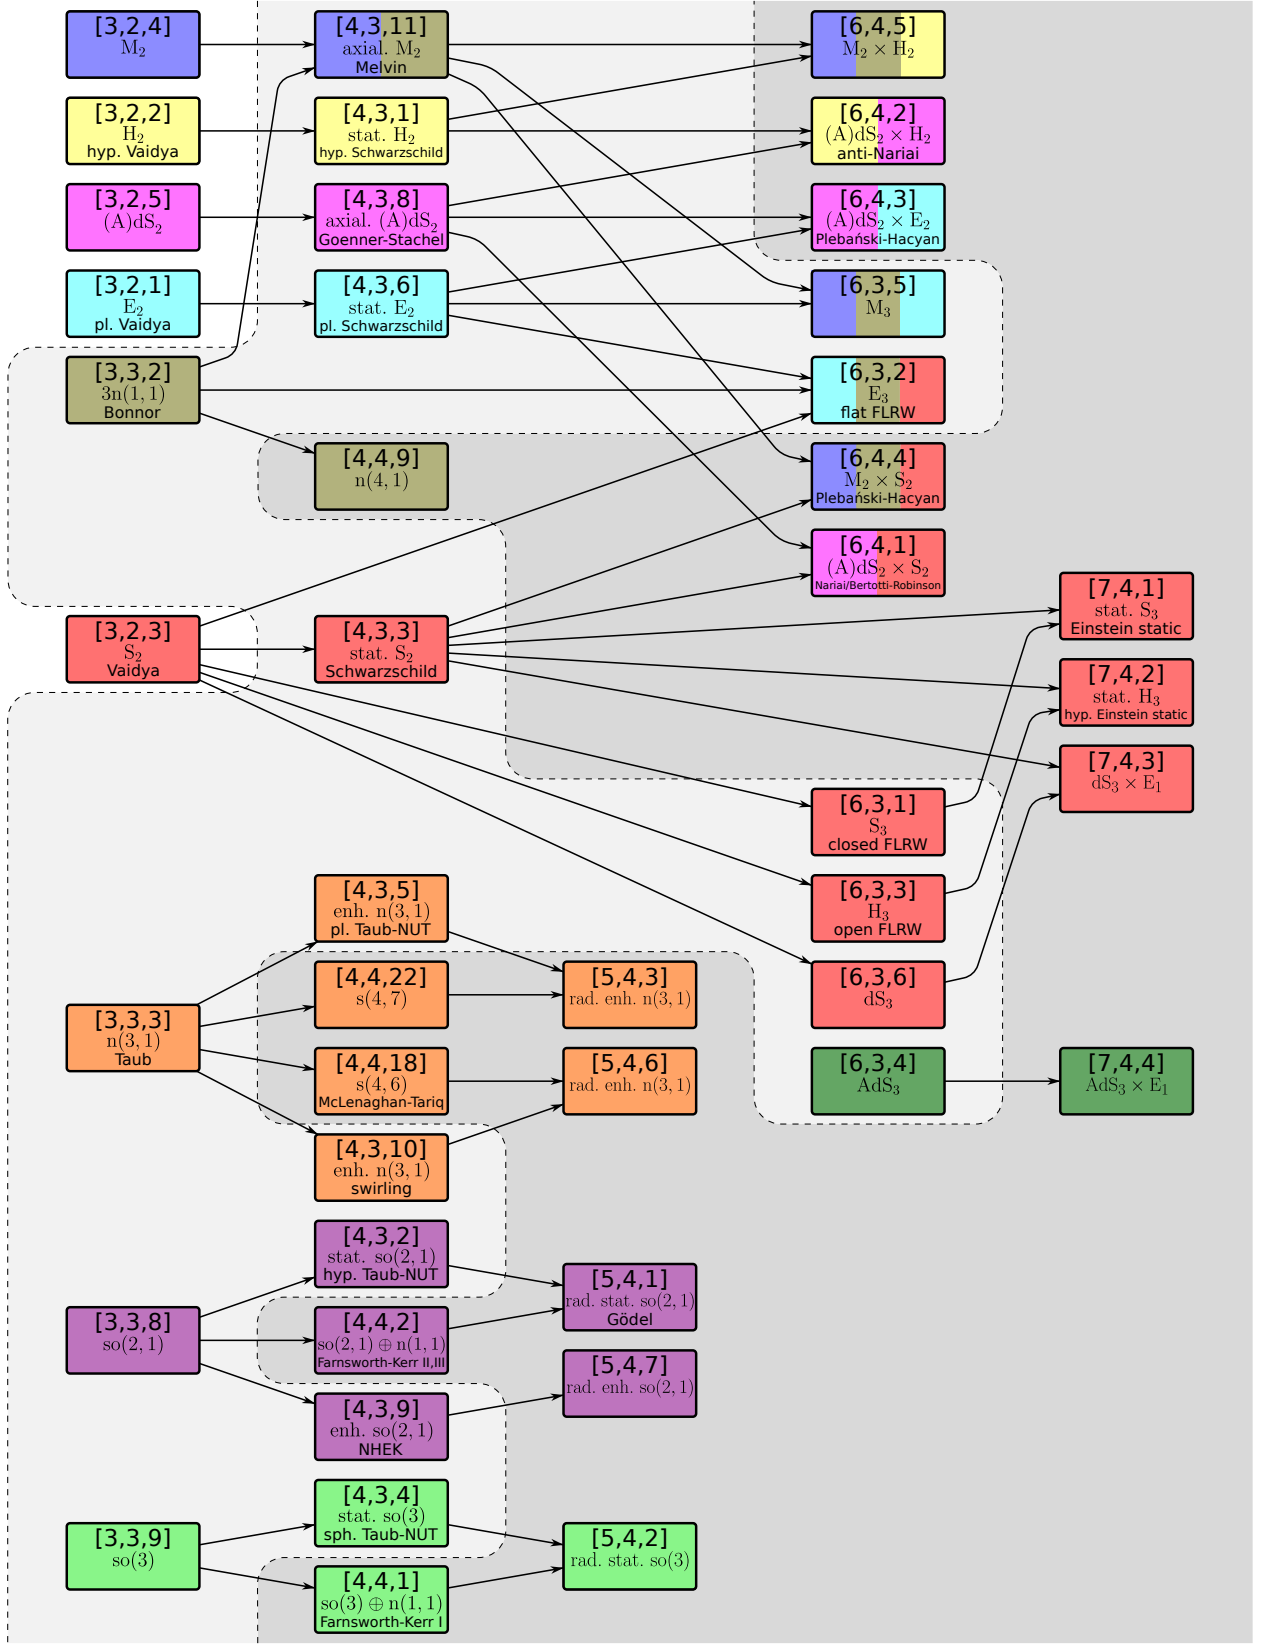 [3,2,4]
M₂
[4,3,11]
axial. M₂
Melvin
[6,4,5]
M₂ × H₂
[3,2,2]
H₂
hyp. Vaidya
[4,3,1]
stat. H₂
hyp. Schwarzschild
[6,4,2]
(A)dS₂ × H₂
anti-Nariai
[3,2,5]
(A)dS₂
[4,3,8]
axial. (A)dS₂
Goenner-Stachel
[6,4,3]
(A)dS₂ × E₂
Plebański-Hacyan
[3,2,1]
E₂
pl. Vaidya
[4,3,6]
stat. E₂
pl. Schwarzschild
[6,3,5]
M₃
[3,3,2]
3n(1, 1)
Bonnor
[6,3,2]
E₃
flat FLRW
[4,4,9]
n(4, 1)
[6,4,4]
M₂ × S₂
Plebański-Hacyan
[6,4,1]
(A)dS₂ × S₂
Nariai/Bertotti-Robinson
[7,4,1]
stat. S₃
Einstein static
[3,2,3]
S₂
Vaidya
[4,3,3]
stat. S₂
Schwarzschild
[7,4,2]
stat. H₃
hyp. Einstein static
[7,4,3]
dS₃ × E₁
[6,3,1]
S₃
closed FLRW
[4,3,5]
enh. n(3, 1)
pl. Taub-NUT
[6,3,3]
H₃
open FLRW
[4,4,22]
s(4, 7)
[5,4,3]
rad. enh. n(3, 1)
[6,3,6]
dS₃
[3,3,3]
n(3, 1)
Taub
[4,4,18]
s(4, 6)
McLenaghan-Tariq
[5,4,6]
rad. enh. n(3, 1)
[6,3,4]
AdS₃
[7,4,4]
AdS₃ × E₁
[4,3,10]
enh. n(3, 1)
swirling
[4,3,2]
stat. so(2, 1)
hyp. Taub-NUT
[5,4,1]
rad. stat. so(2, 1)
Gödel
[3,3,8]
so(2, 1)
[4,4,2]
so(2, 1) ⊕ n(1, 1)
Farnsworth-Kerr II,III
[5,4,7]
rad. enh. so(2, 1)
[4,3,9]
enh. so(2, 1)
NHEK
[4,3,4]
stat. so(3)
sph. Taub-NUT
[3,3,9]
so(3)
[5,4,2]
rad. stat. so(3)
[4,4,1]
so(3) ⊕ n(1, 1)
Farnsworth-Kerr I